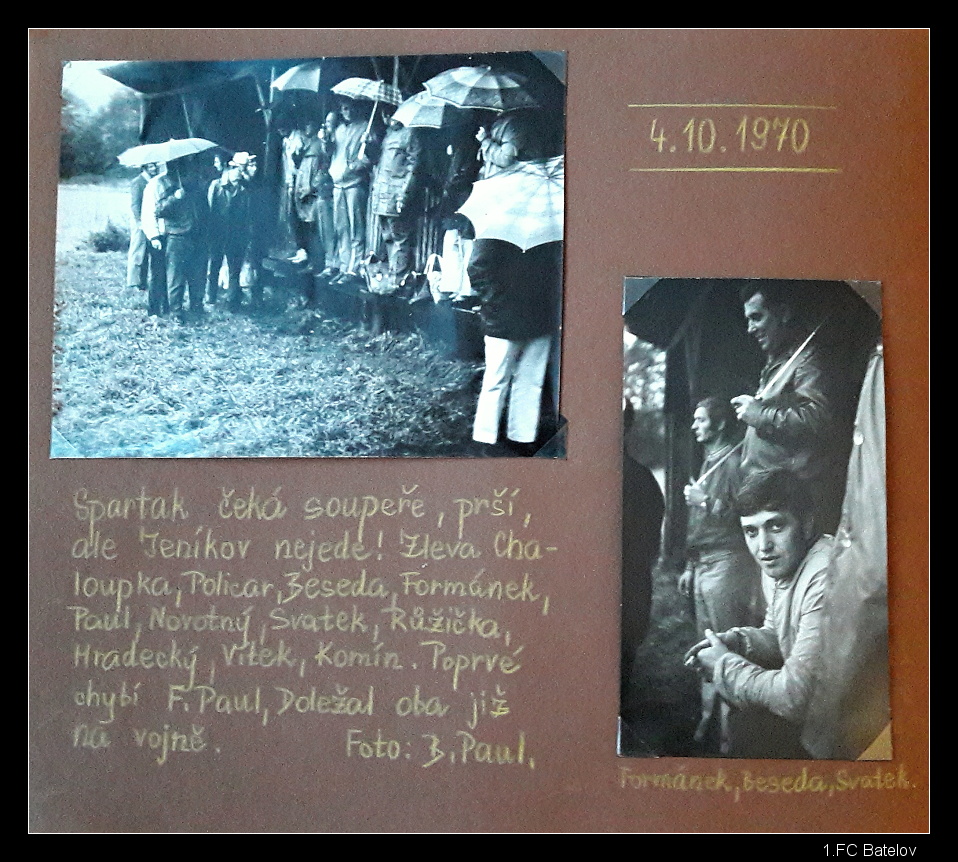 4.10.1970
Spartak čeká soupeře, prší,
ale Jeníkov nejede! Zleva Cha-
loupka, Policar, Beseda, Formánek,
Paul, Novotný, Svatek, Růžička,
Hradecký, Vítek, Komín. Poprvé
chybí F. Paul, Doležal oba již
na vojně. Foto: B. Paul.
Formánek, Beseda, Svatek.
1.FC Batelov